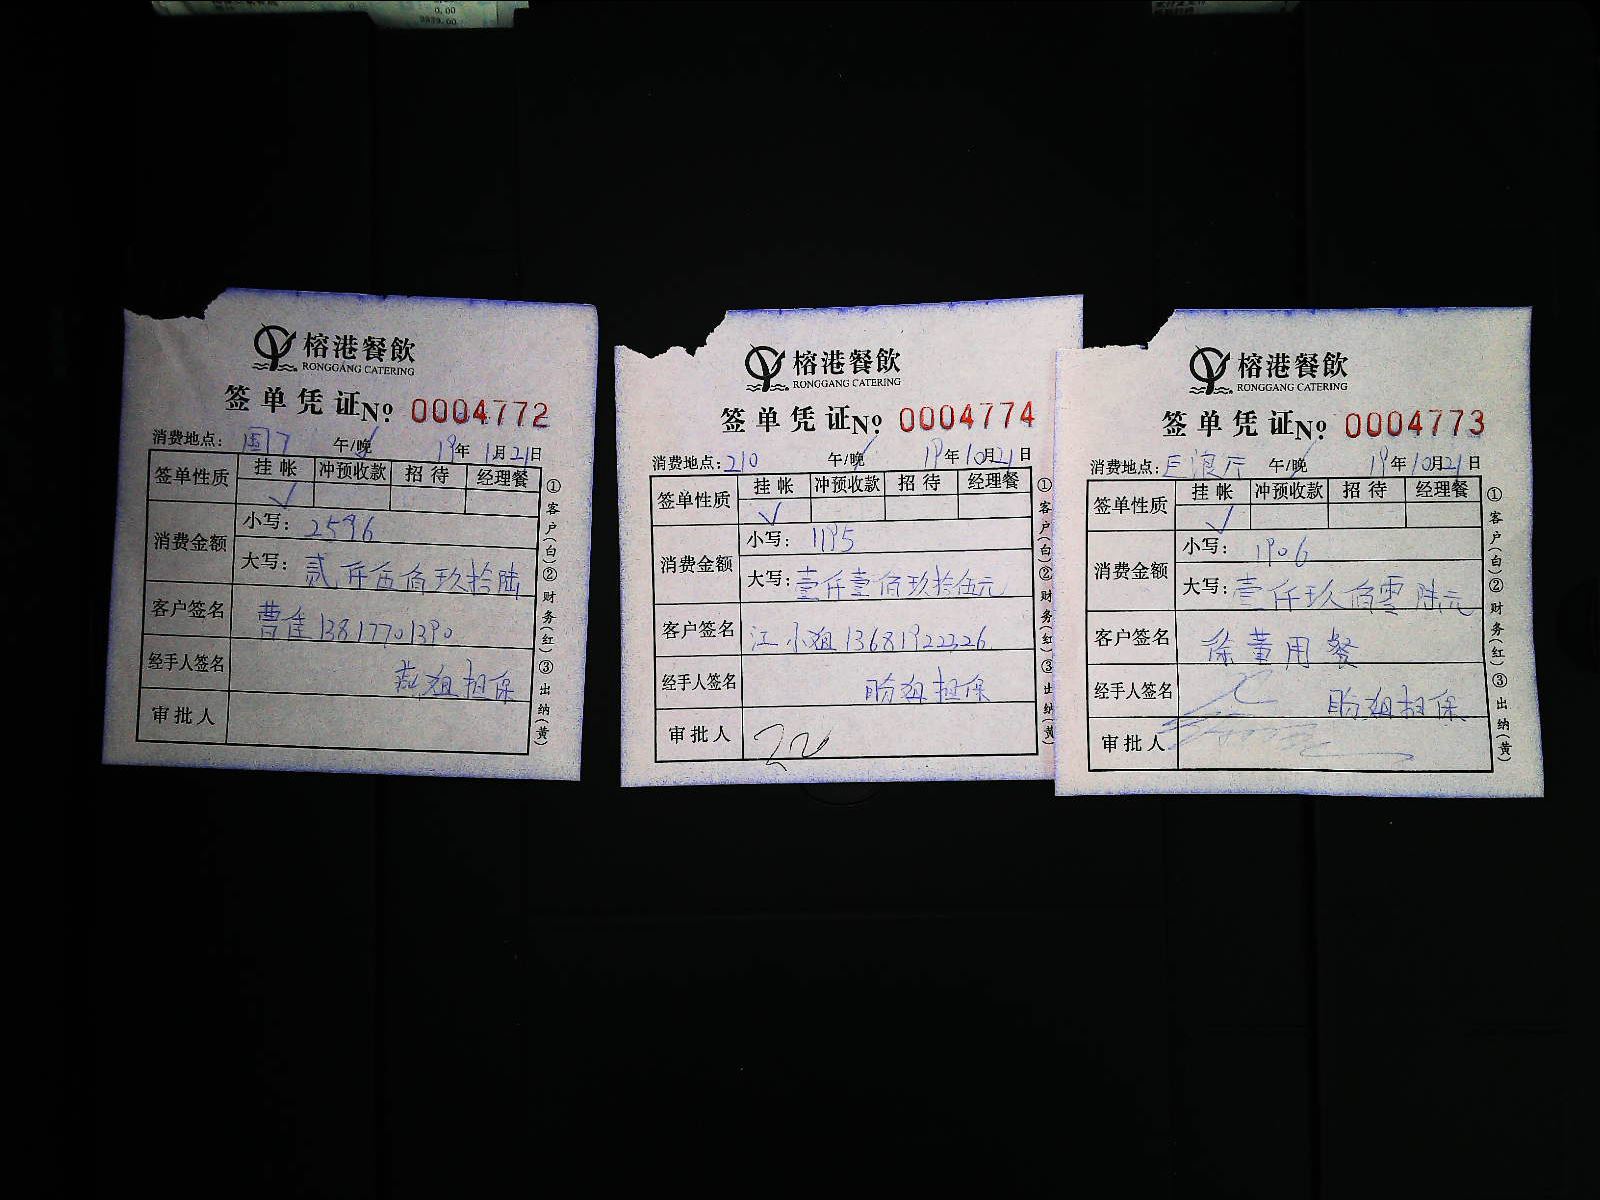 0.00
榕港餐飲
RONGGANG CATERING
签单凭证 № 0004772
消费地点： 国7 午/晚 19年 1月21日
签单性质 挂帐 冲预收款 招待 经理餐
√
消费金额 小写： 2596
大写： 贰仟伍佰玖拾陆
客户签名 曹佳 13817701390
经手人签名 燕姐担保
审批人
①客户(白)②财务(红)③出纳(黄)
榕港餐飲
RONGGANG CATERING
签单凭证 № 0004774
消费地点： 210 午/晚 19年10月21日
签单性质 挂帐 冲预收款 招待 经理餐
√
消费金额 小写： 1195
大写： 壹仟壹佰玖拾伍元
客户签名 江小姐 13681922326
经手人签名 盼姐担保
审批人
①客户(白)②财务(红)③出纳(黄)
榕港餐飲
RONGGANG CATERING
签单凭证 № 0004773
消费地点： 巨浪厅 午/晚 19年10月21日
签单性质 挂帐 冲预收款 招待 经理餐
√
消费金额 小写： 1906
大写： 壹仟玖佰零陆元
客户签名 徐董用餐
经手人签名 盼姐担保
审批人
①客户(白)②财务(红)③出纳(黄)